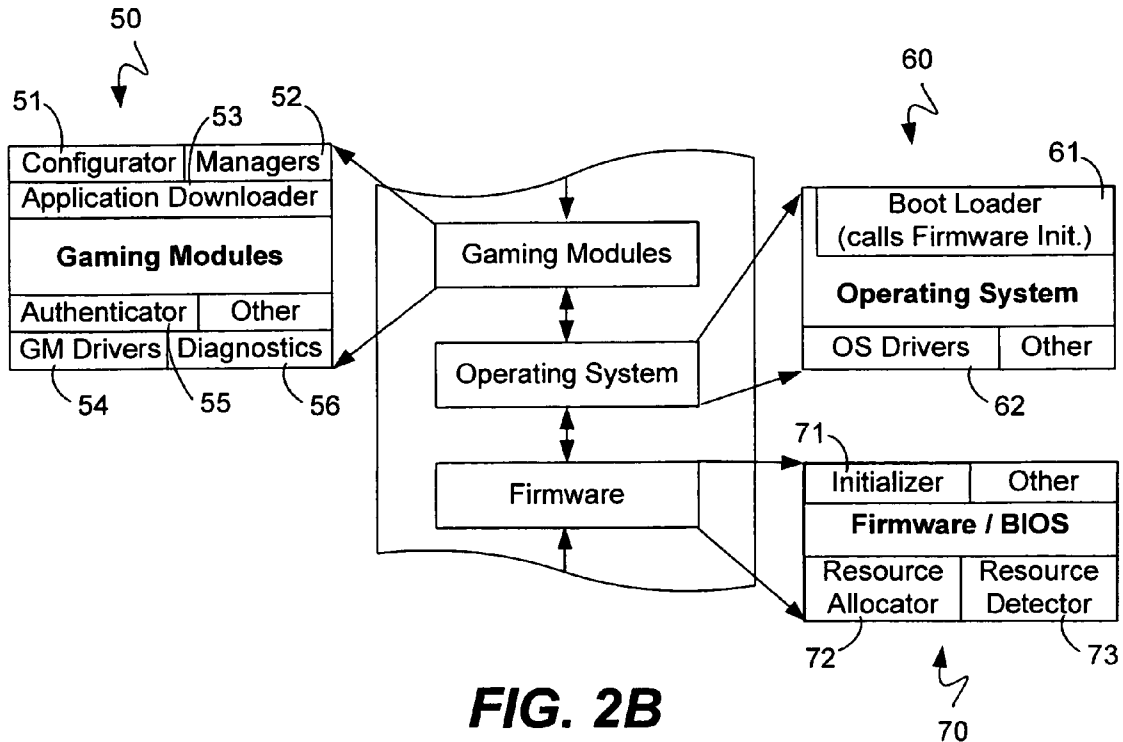 50
51
53
52
Configurator
Managers
Application Downloader
Gaming Modules
Authenticator
Other
GM Drivers
Diagnostics
54
55
56
Gaming Modules
Operating System
Firmware
60
61
Boot Loader
(calls Firmware Init.)
Operating System
OS Drivers
Other
62
71
Initializer
Other
Firmware / BIOS
Resource
Allocator
Resource
Detector
72
73
70
FIG. 2B